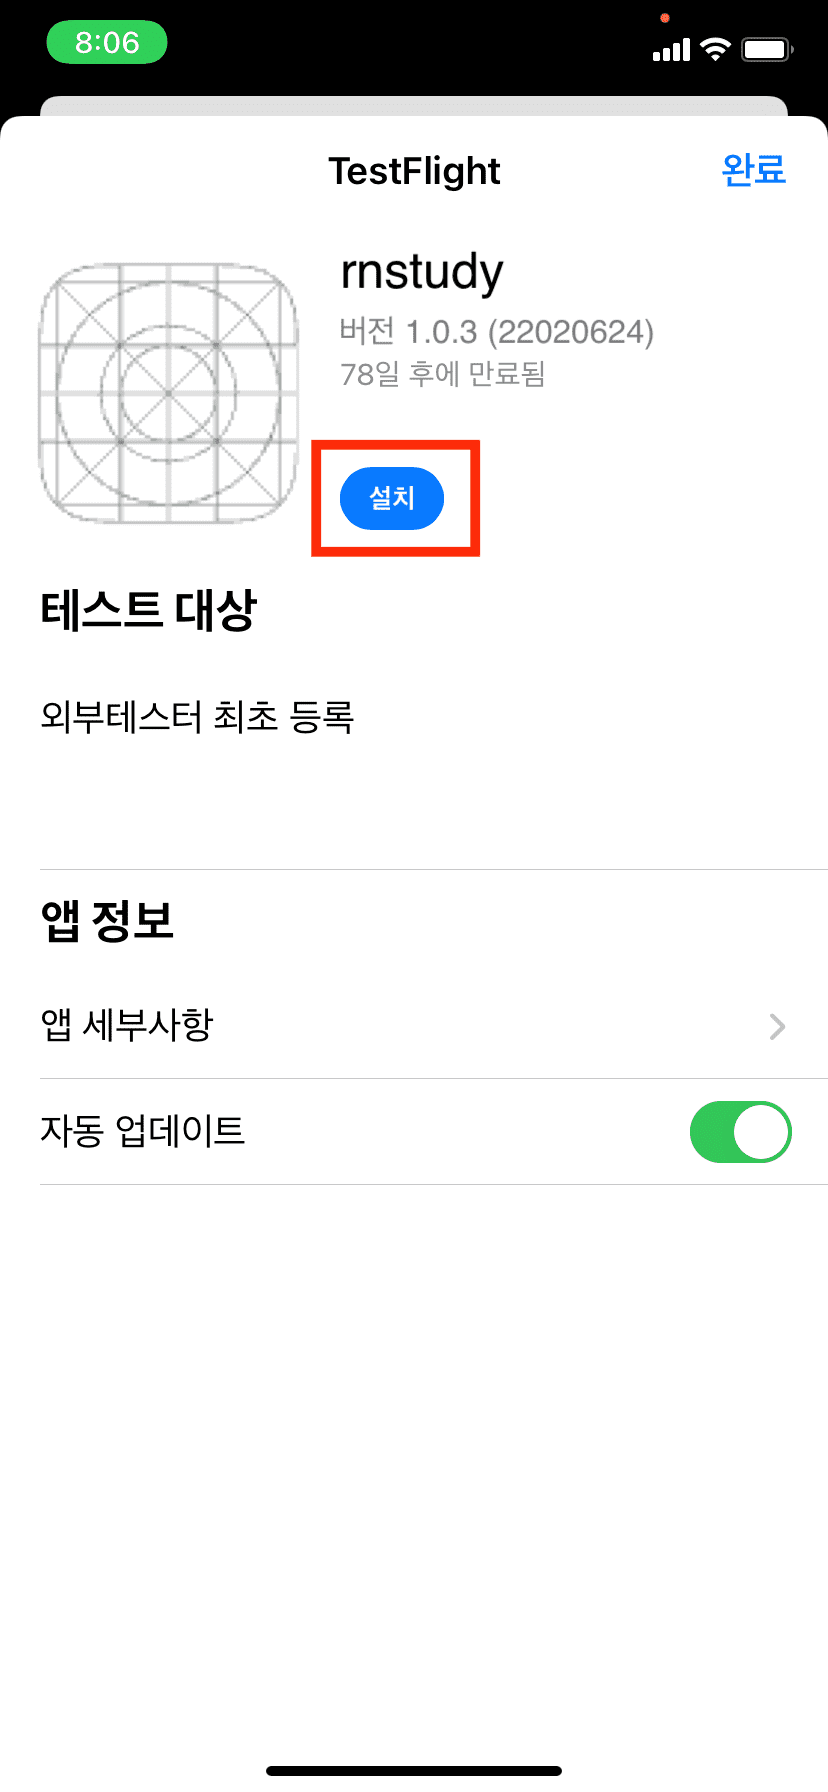 8:06
TestFlight
완료
rnstudy
버전 1.0.3 (22020624)
78일 후에 만료됨
설치
테스트 대상
외부테스터 최초 등록
앱 정보
앱 세부사항
자동 업데이트